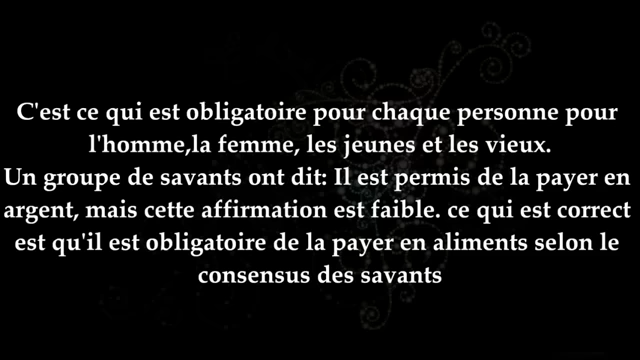 C'est ce qui est obligatoire pour chaque personne pour
l'homme,la femme, les jeunes et les vieux.
Un groupe de savants ont dit: Il est permis de la payer en
argent, mais cette affirmation est faible. ce qui est correct
est qu'il est obligatoire de la payer en aliments selon le
consensus des savants